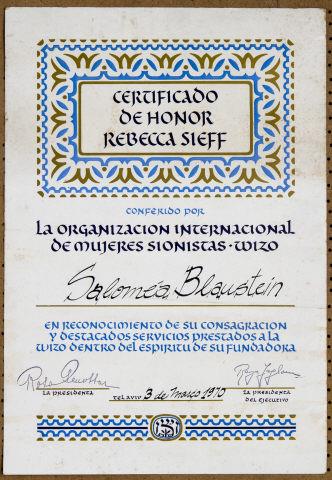 CERTIFICADO
DE HONOR
REBECCA SIEFF
CONFERIDO POR
LA ORGANIZACION INTERNACIONAL
DE MUJERES SIONISTAS · WIZO
Saloméa Blaustein
EN RECONOCIMIENTO DE SU CONSAGRACION
Y DESTACADOS SERVICIOS PRESTADOS A LA
WIZO DENTRO DEL ESPIRITU DE SU FUNDADORA
LA PRESIDENTA
TEL AVIV 3 de Março 1970
LA PRESIDENTA
DEL EJECUTIVO